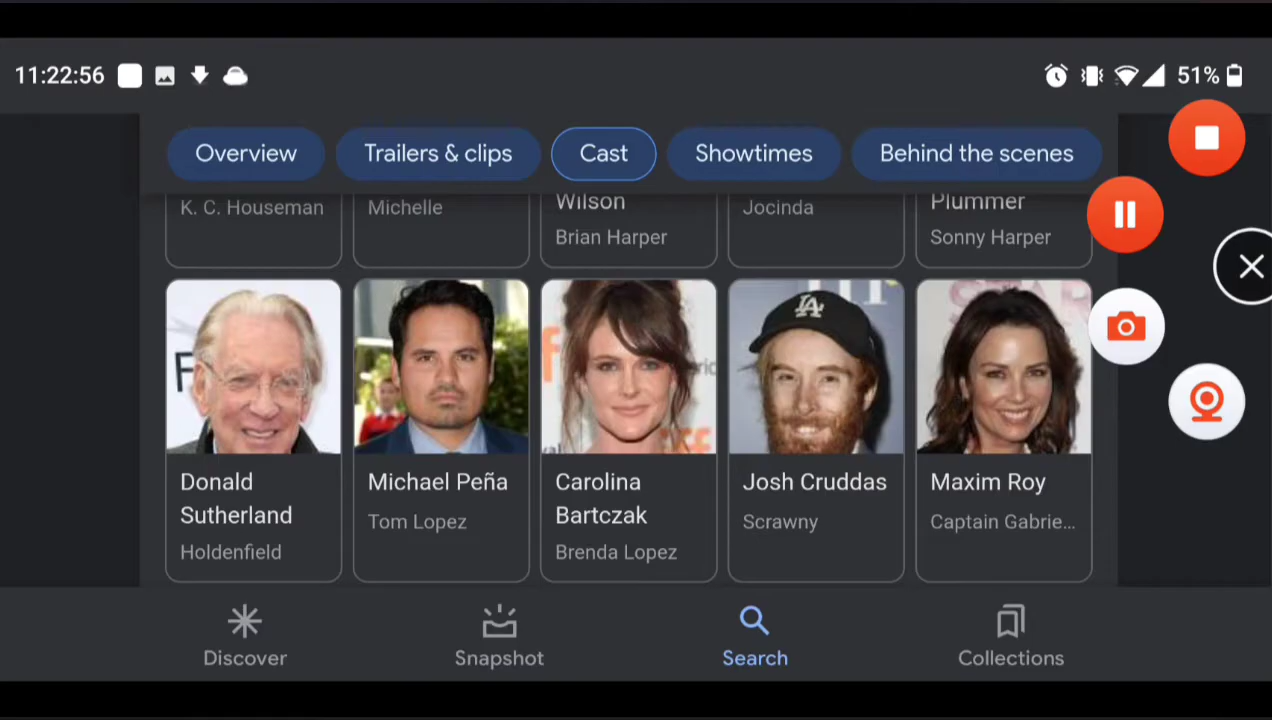 11:22:56
51%
Overview
Trailers & clips
Cast
Showtimes
Behind the scenes
K. C. Houseman
Michelle
Wilson
Brian Harper
Jocinda
Plummer
Sonny Harper
Donald
Sutherland
Holdenfield
Michael Peña
Tom Lopez
Carolina
Bartczak
Brenda Lopez
Josh Cruddas
Scrawny
Maxim Roy
Captain Gabrie...
Discover
Snapshot
Search
Collections